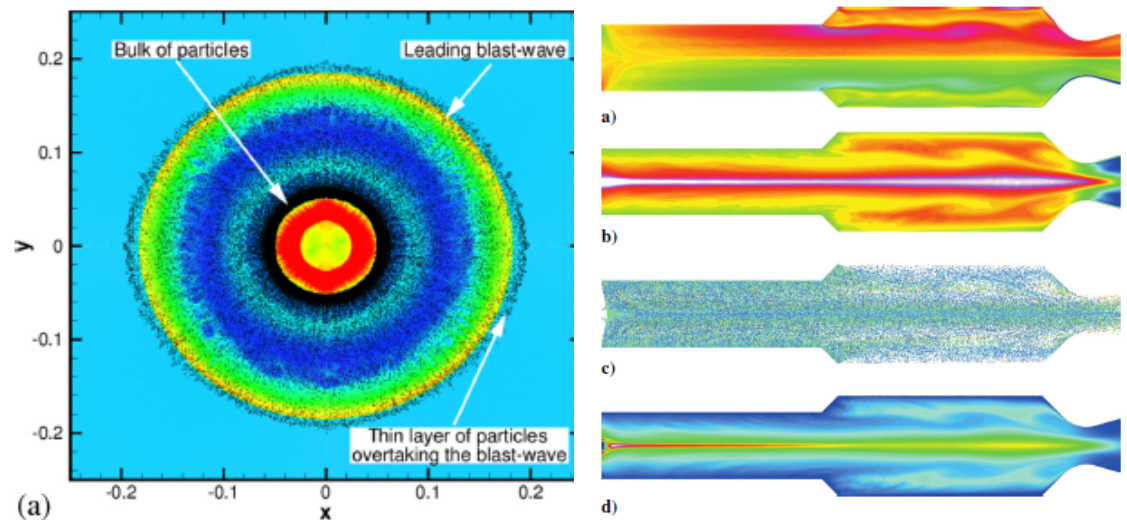 Bulk of particles
Leading blast-wave
0.2
0.1
y
0
-0.1
-0.2
Thin layer of particles
overtaking the blast-wave
-0.2
-0.1
0
0.1
0.2
x
(a)
a)
b)
c)
d)